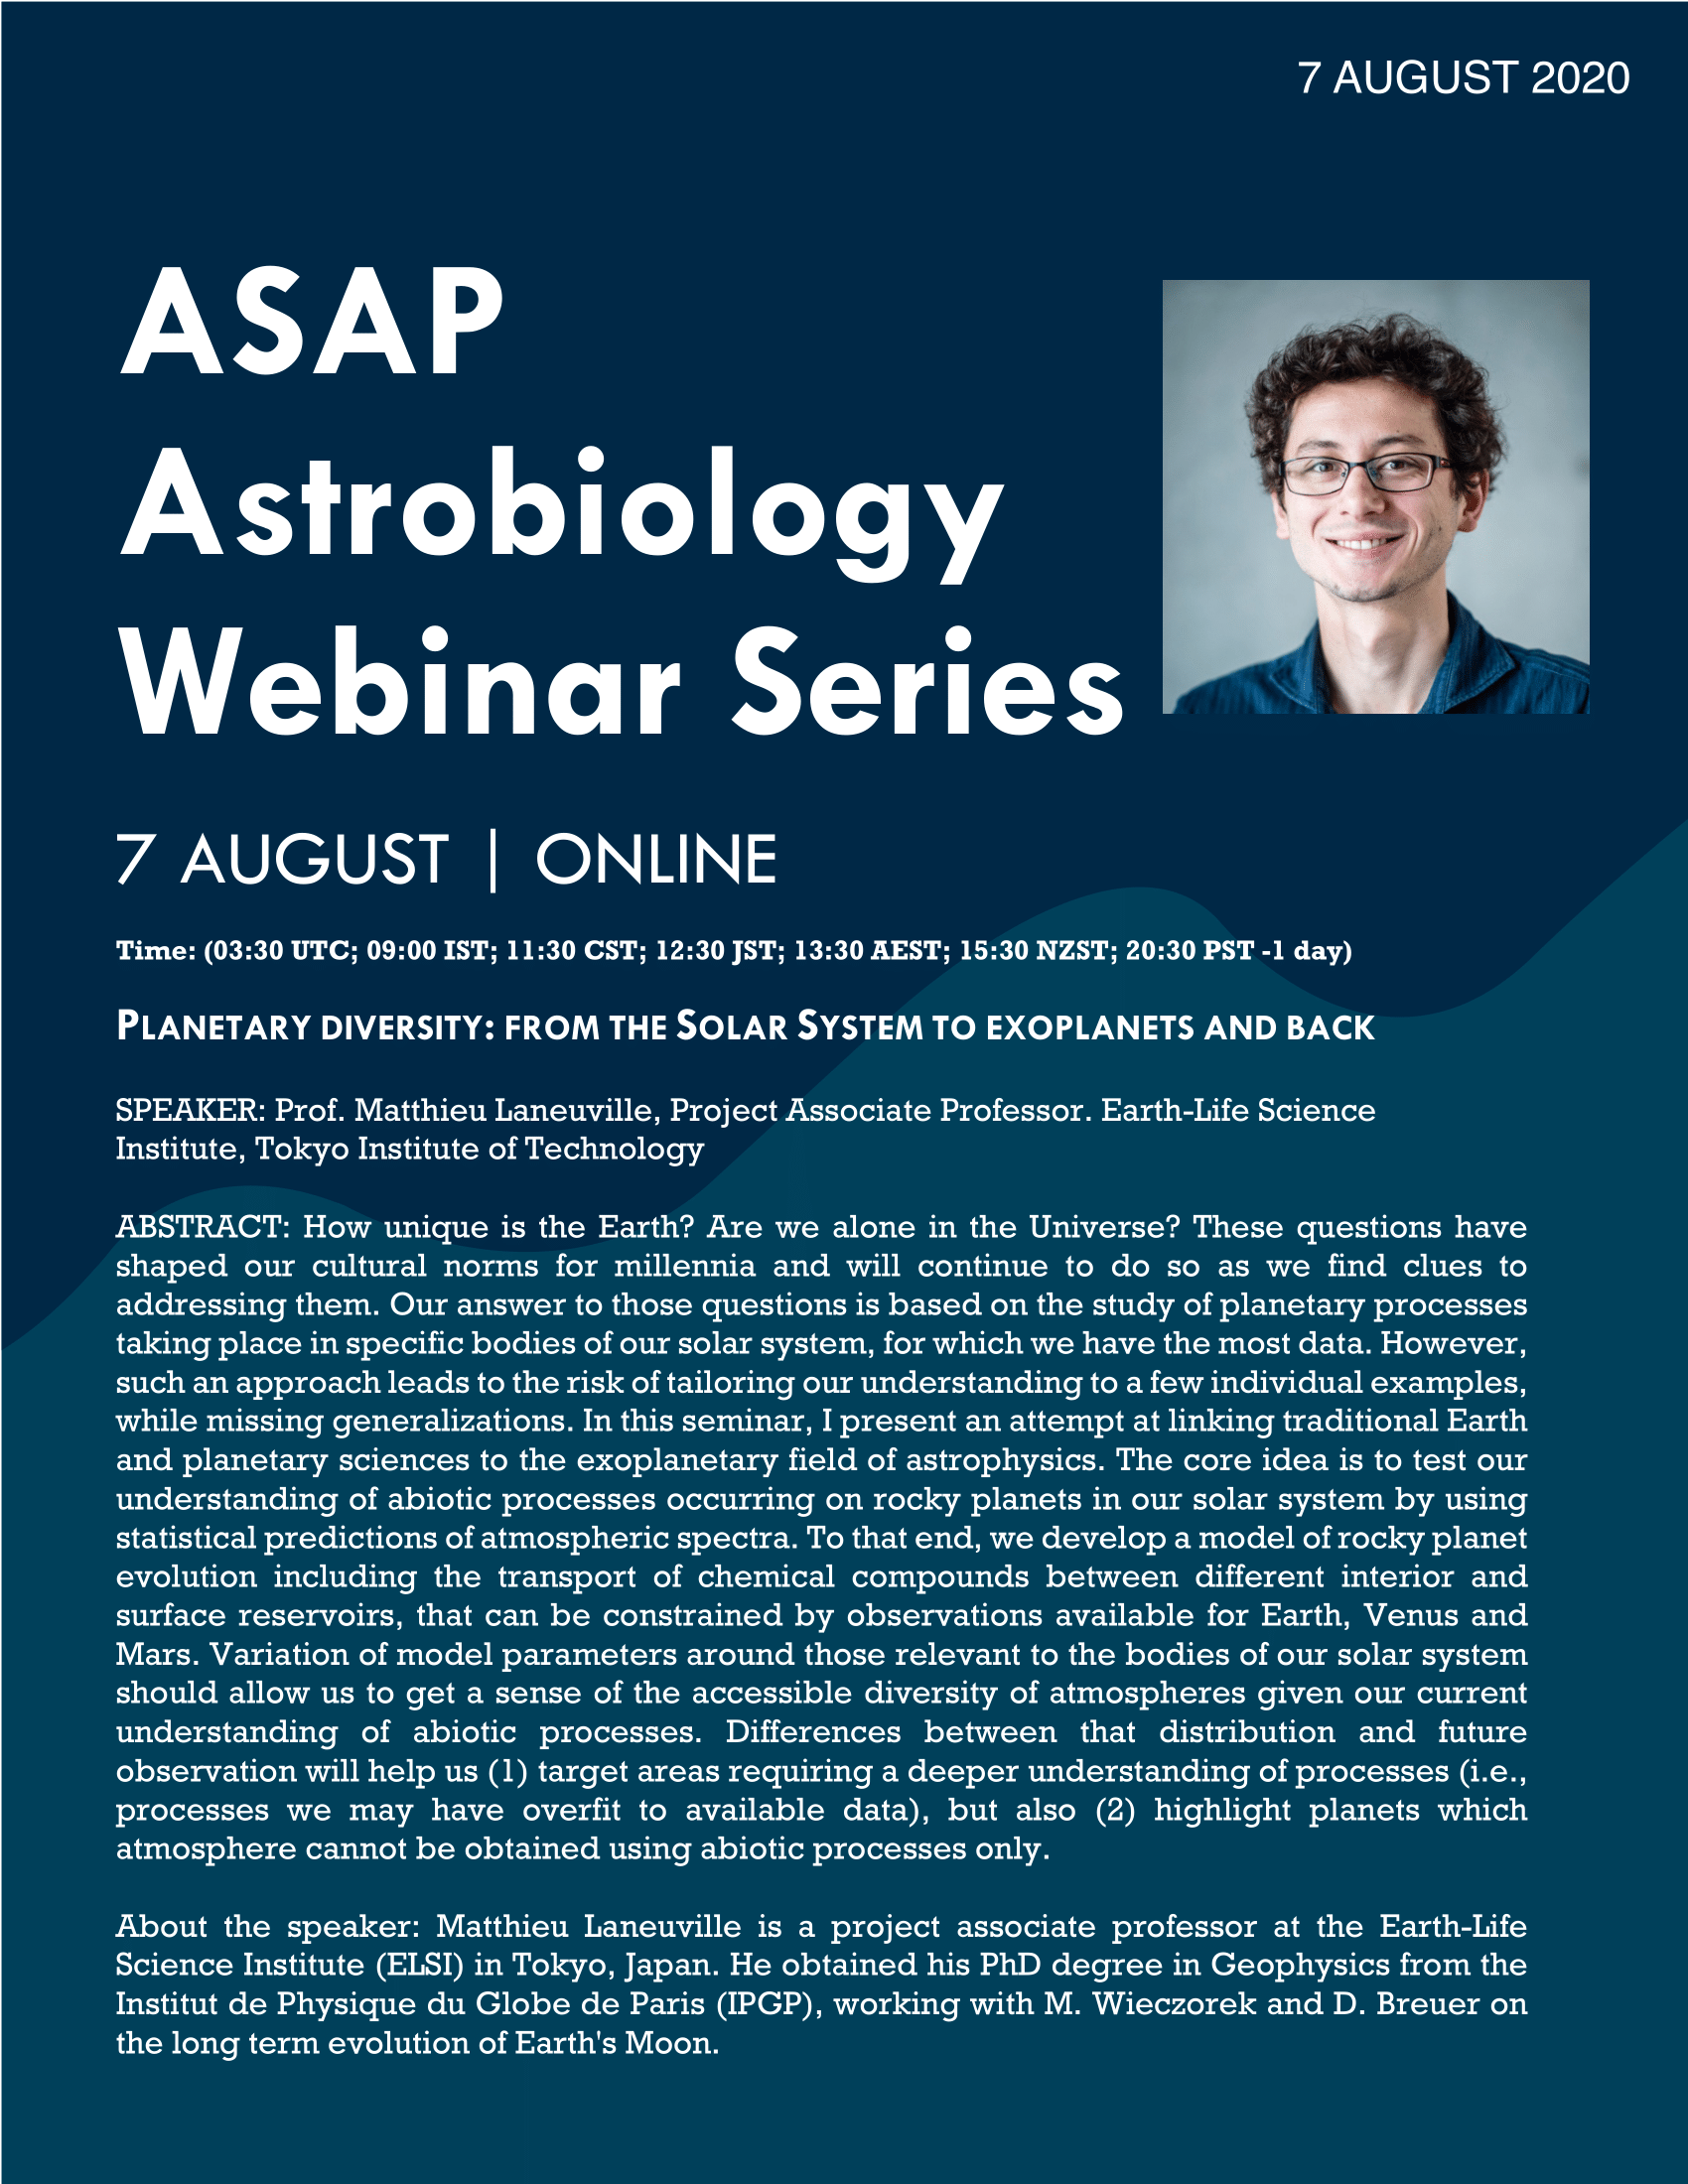 7 AUGUST 2020
ASAP
Astrobiology
Webinar Series
7 AUGUST | ONLINE
Time: (03:30 UTC; 09:00 IST; 11:30 CST; 12:30 JST; 13:30 AEST; 15:30 NZST; 20:30 PST -1 day)
PLANETARY DIVERSITY: FROM THE SOLAR SYSTEM TO EXOPLANETS AND BACK
SPEAKER: Prof. Matthieu Laneuville, Project Associate Professor. Earth-Life Science
Institute, Tokyo Institute of Technology
ABSTRACT: How unique is the Earth? Are we alone in the Universe? These questions have
shaped our cultural norms for millennia and will continue to do so as we find clues to
addressing them. Our answer to those questions is based on the study of planetary processes
taking place in specific bodies of our solar system, for which we have the most data. However,
such an approach leads to the risk of tailoring our understanding to a few individual examples,
while missing generalizations. In this seminar, I present an attempt at linking traditional Earth
and planetary sciences to the exoplanetary field of astrophysics. The core idea is to test our
understanding of abiotic processes occurring on rocky planets in our solar system by using
statistical predictions of atmospheric spectra. To that end, we develop a model of rocky planet
evolution including the transport of chemical compounds between different interior and
surface reservoirs, that can be constrained by observations available for Earth, Venus and
Mars. Variation of model parameters around those relevant to the bodies of our solar system
should allow us to get a sense of the accessible diversity of atmospheres given our current
understanding of abiotic processes. Differences between that distribution and future
observation will help us (1) target areas requiring a deeper understanding of processes (i.e.,
processes we may have overfit to available data), but also (2) highlight planets which
atmosphere cannot be obtained using abiotic processes only.
About the speaker: Matthieu Laneuville is a project associate professor at the Earth-Life
Science Institute (ELSI) in Tokyo, Japan. He obtained his PhD degree in Geophysics from the
Institut de Physique du Globe de Paris (IPGP), working with M. Wieczorek and D. Breuer on
the long term evolution of Earth's Moon.